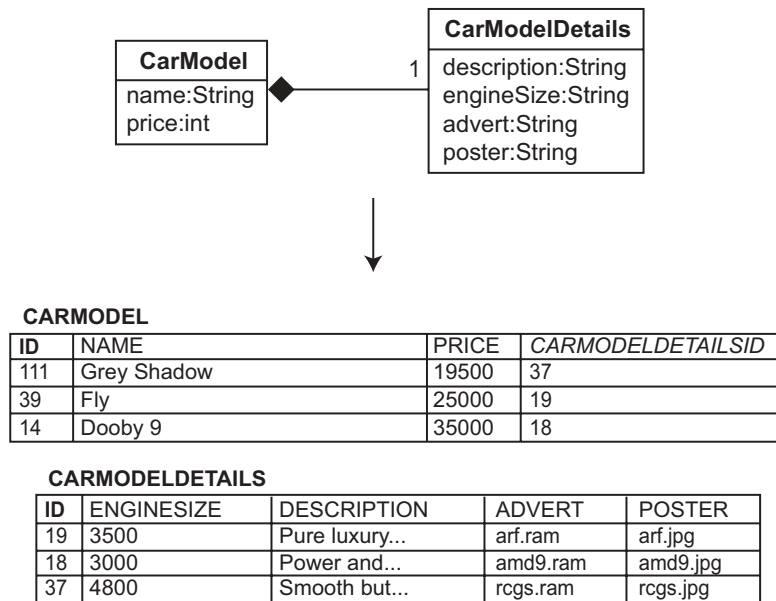 CarModel
name:String
price:int
1
CarModelDetails
description:String
engineSize:String
advert:String
poster:String
CARMODEL
ID NAME PRICE CARMODELDETAILSID
111 Grey Shadow 19500 37
39 Fly 25000 19
14 Dooby 9 35000 18
CARMODELDETAILS
ID ENGINESIZE DESCRIPTION ADVERT POSTER
19 3500 Pure luxury... arf.ram arf.jpg
18 3000 Power and... amd9.ram amd9.jpg
37 4800 Smooth but... rcgs.ram rcgs.jpg